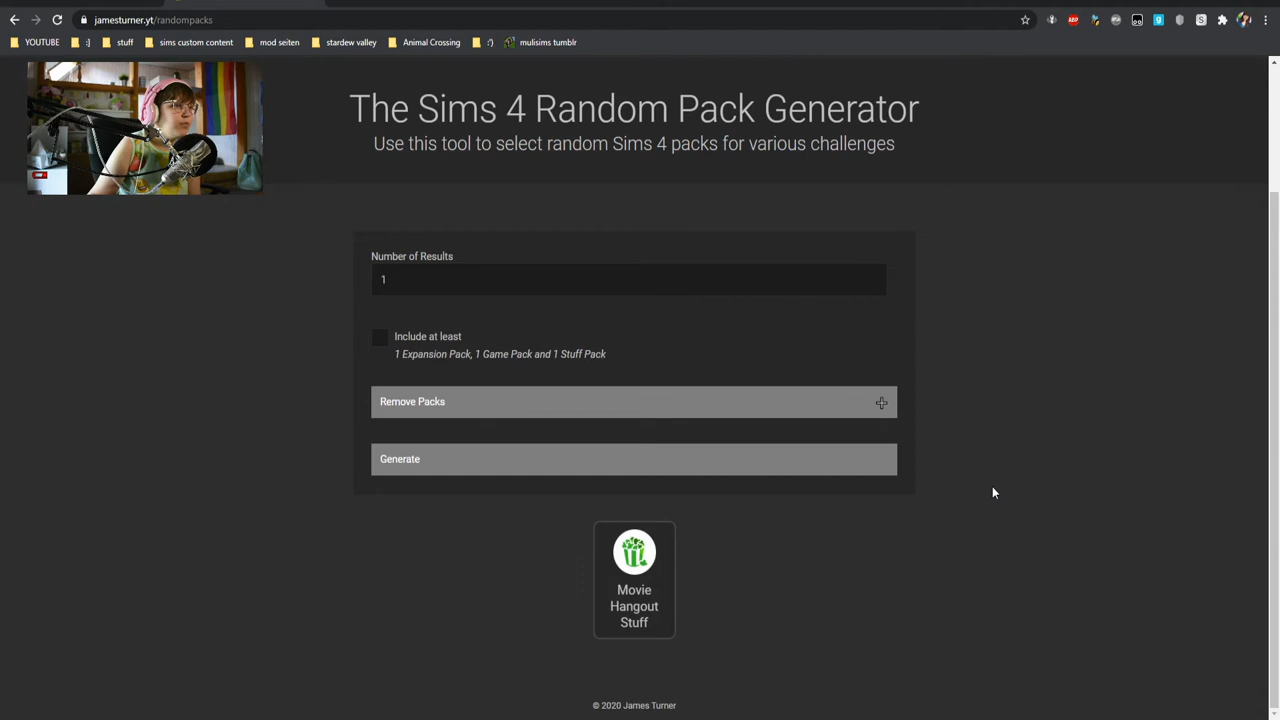 jamesturner.yt/randompacks
YOUTUBE
:]
stuff
sims custom content
mod seiten
stardew valley
Animal Crossing
:')
mulisims tumblr
The Sims 4 Random Pack Generator
Use this tool to select random Sims 4 packs for various challenges
Number of Results
1
Include at least
1 Expansion Pack, 1 Game Pack and 1 Stuff Pack
Remove Packs
Generate
Movie
Hangout
Stuff
© 2020 James Turner